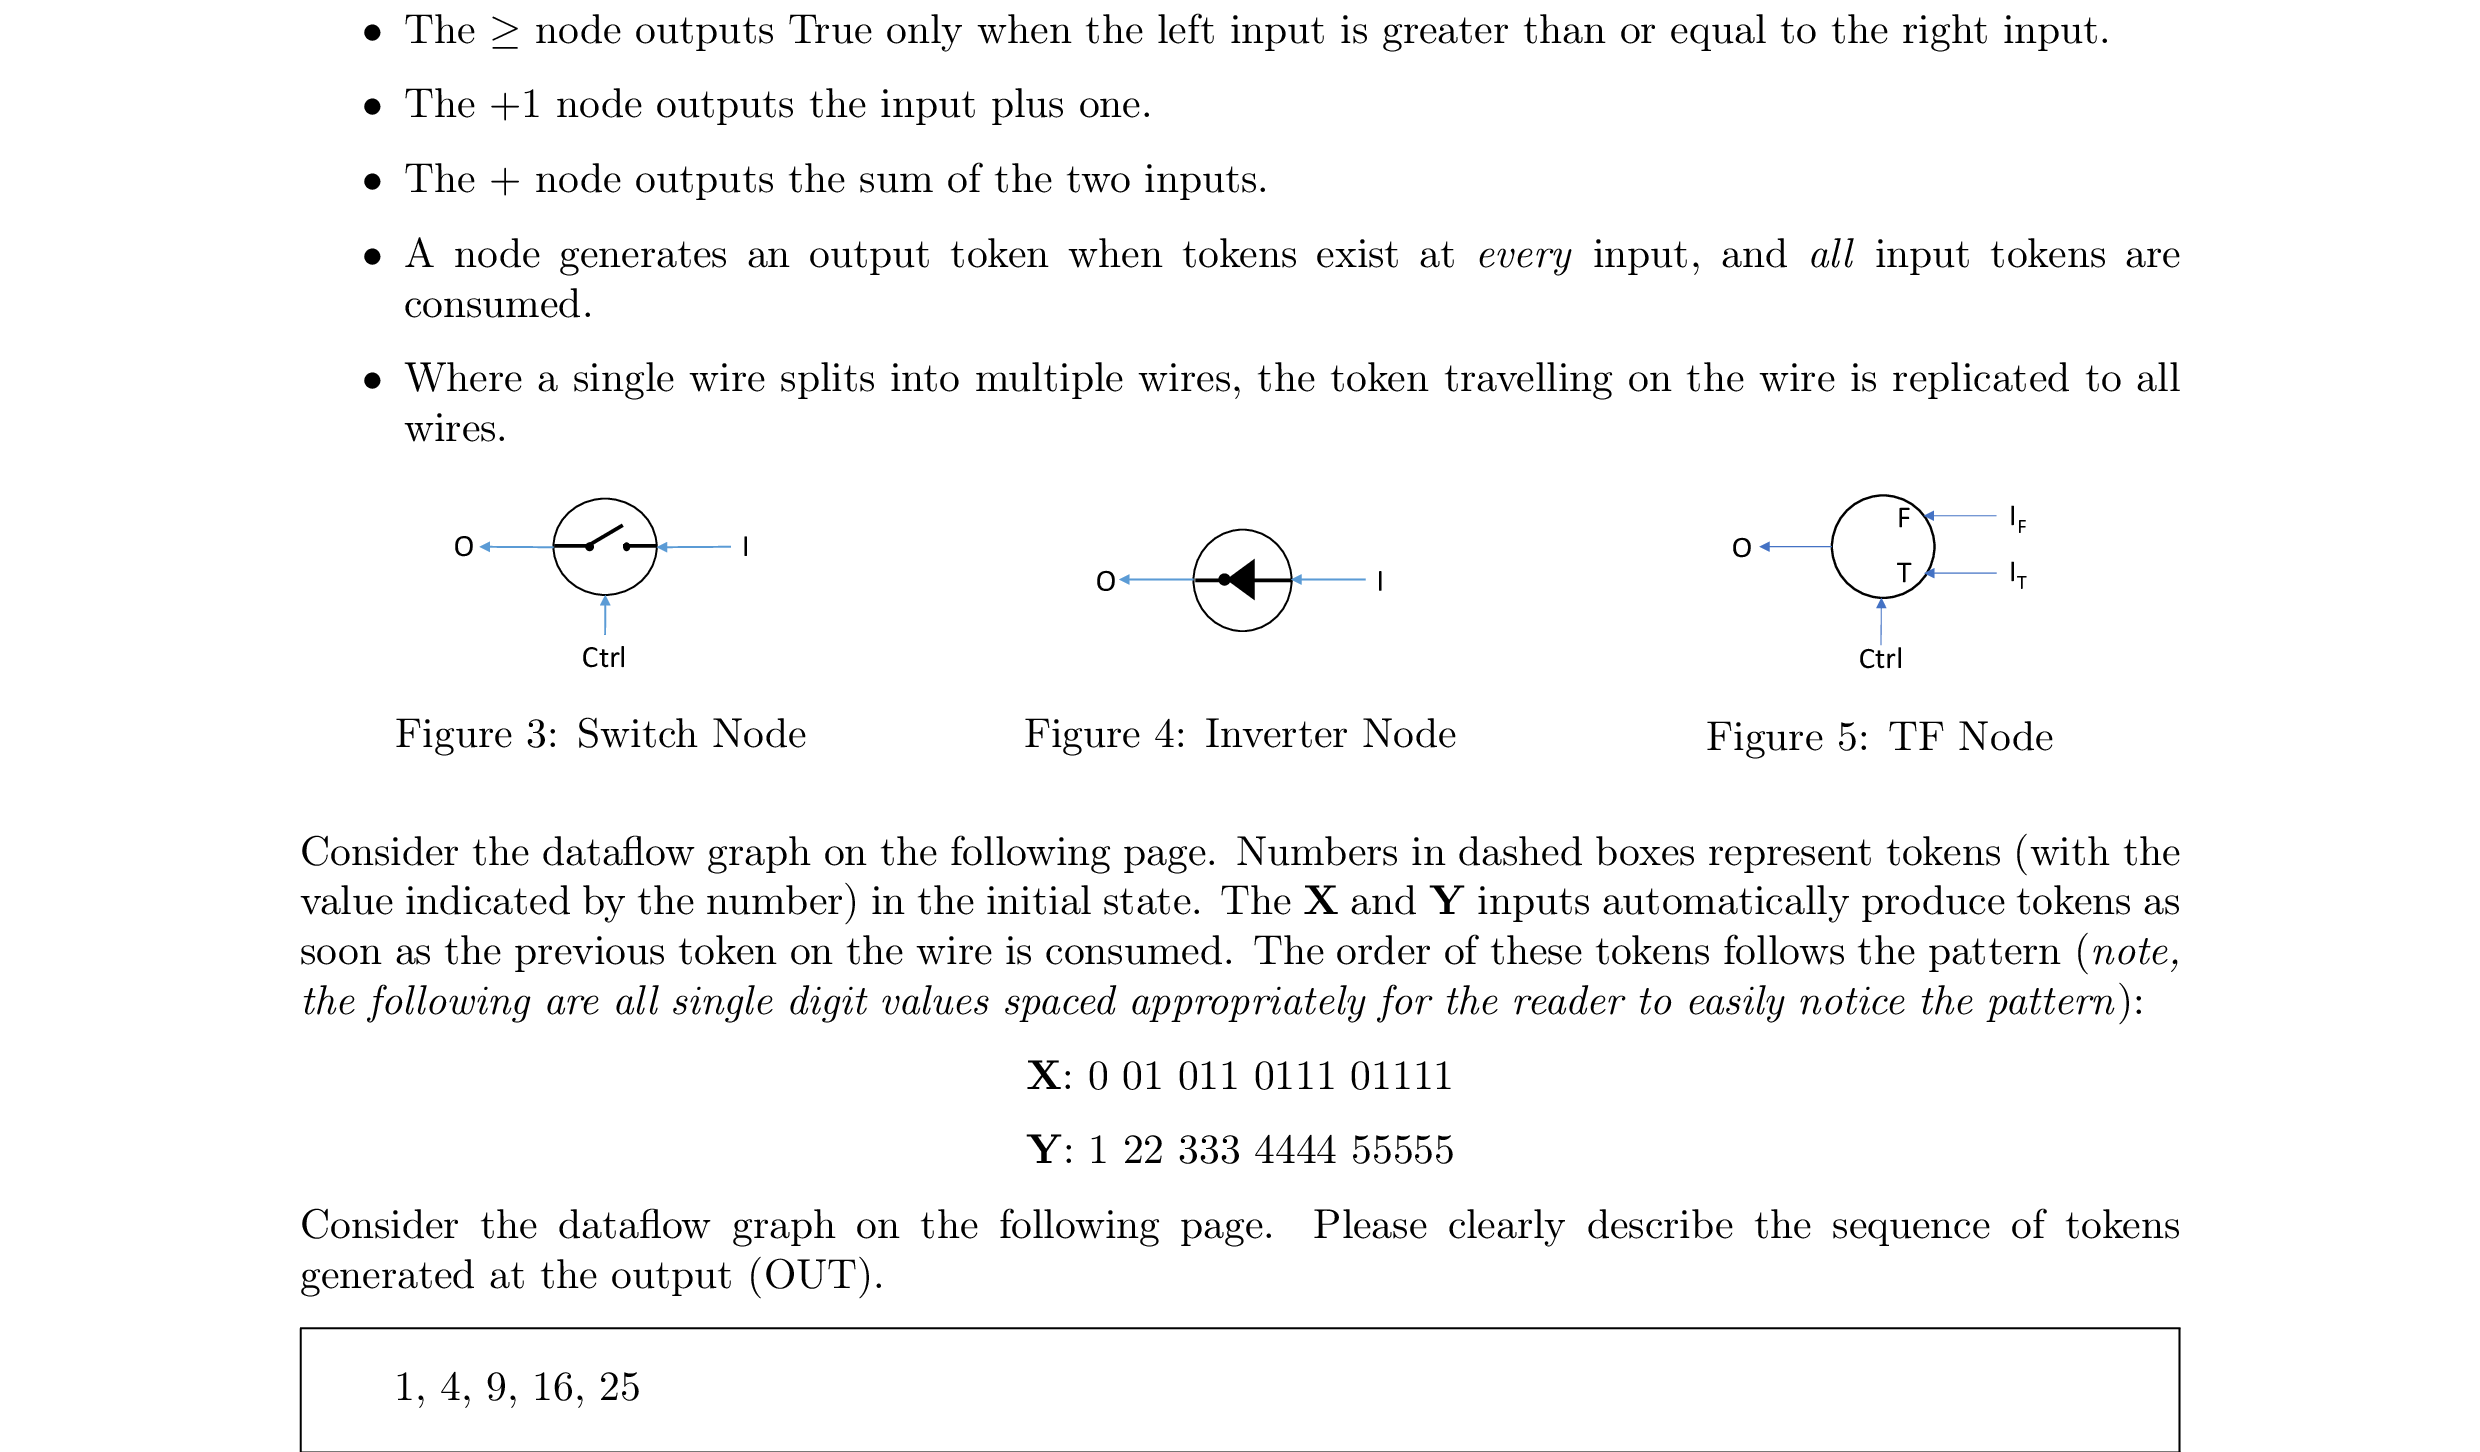 • The ≥ node outputs True only when the left input is greater than or equal to the right input.
• The +1 node outputs the input plus one.
• The + node outputs the sum of the two inputs.
• A node generates an output token when tokens exist at every input, and all input tokens are
consumed.
• Where a single wire splits into multiple wires, the token travelling on the wire is replicated to all
wires.
O I
Ctrl
Figure 3: Switch Node
O I
Figure 4: Inverter Node
O F I_F
T I_T
Ctrl
Figure 5: TF Node
Consider the dataflow graph on the following page. Numbers in dashed boxes represent tokens (with the
value indicated by the number) in the initial state. The X and Y inputs automatically produce tokens as
soon as the previous token on the wire is consumed. The order of these tokens follows the pattern (note,
the following are all single digit values spaced appropriately for the reader to easily notice the pattern):
X: 0 01 011 0111 01111
Y: 1 22 333 4444 55555
Consider the dataflow graph on the following page. Please clearly describe the sequence of tokens
generated at the output (OUT).
1, 4, 9, 16, 25